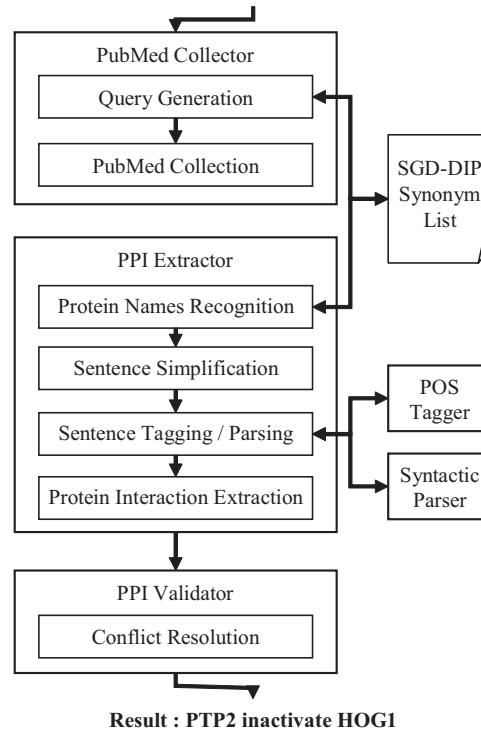 PubMed Collector
Query Generation
PubMed Collection
SGD-DIP
Synonym
List
PPI Extractor
Protein Names Recognition
Sentence Simplification
Sentence Tagging / Parsing
Protein Interaction Extraction
POS
Tagger
Syntactic
Parser
PPI Validator
Conflict Resolution
Result : PTP2 inactivate HOG1